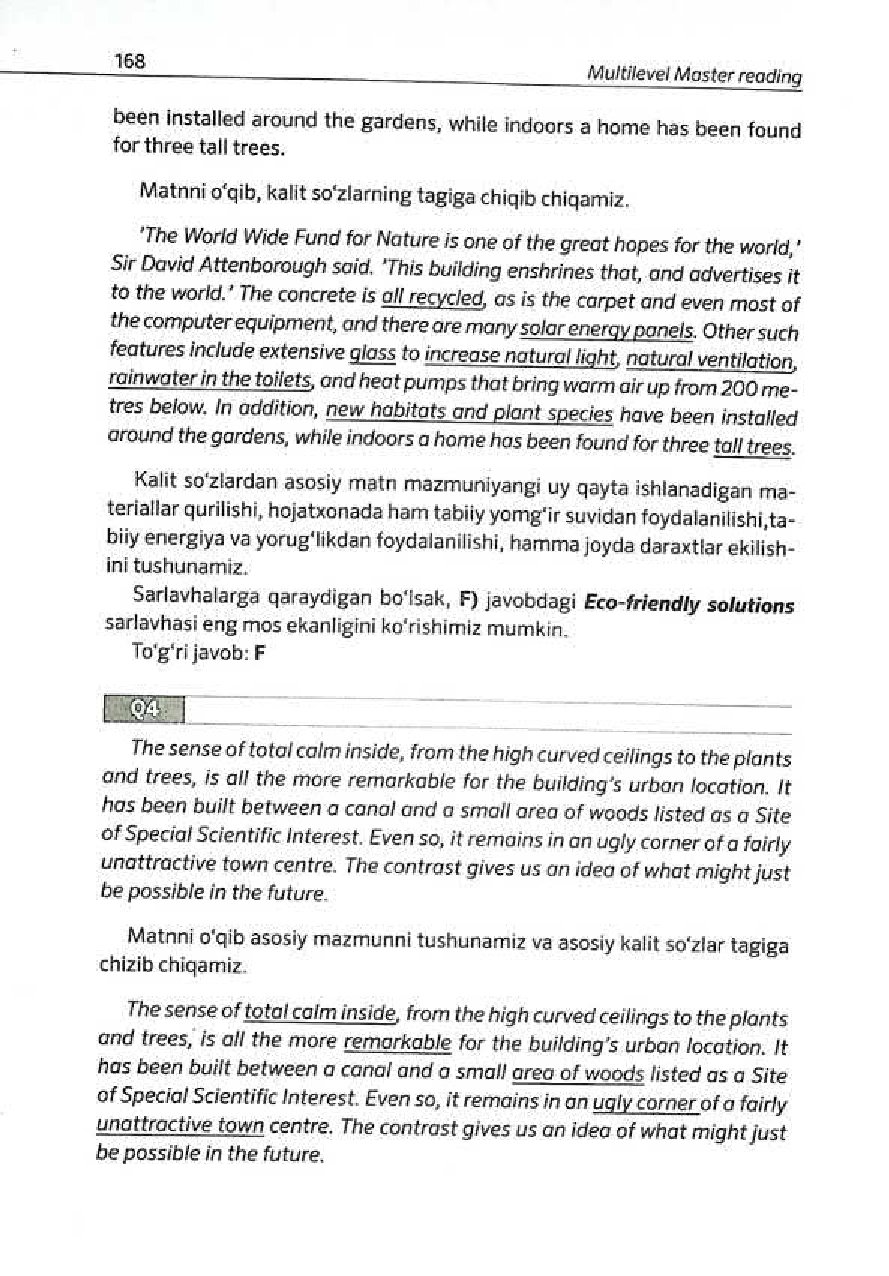 168
Multilevel Master reading
been installed around the gardens, while indoors a home has been found
for three tall trees.
Matnni o‘qib, kalit so‘zlarning tagiga chiqib chiqamiz.
'The World Wide Fund for Nature is one of the great hopes for the world,'
Sir David Attenborough said. 'This building enshrines that, and advertises it
to the world.' The concrete is all recycled, as is the carpet and even most of
the computer equipment, and there are many solar energy panels. Other such
features include extensive glass to increase natural light, natural ventilation,
rainwater in the toilets, and heat pumps that bring warm air up from 200 me-
tres below. In addition, new habitats and plant species have been installed
around the gardens, while indoors a home has been found for three tall trees.
Kalit so‘zlardan asosiy matn mazmuniyangi uy qayta ishlanadigan ma-
teriallar qurilishi, hojatxonada ham tabiiy yomg‘ir suvidan foydalanilishi,ta-
biiy energiya va yorug‘likdan foydalanilishi, hamma joyda daraxtlar ekilish-
ini tushunamiz.
Sarlavhalarga qaraydigan bo‘lsak, F) javobdagi Eco-friendly solutions
sarlavhasi eng mos ekanligini ko‘rishimiz mumkin.
To‘g‘ri javob: F
Q4
The sense of total calm inside, from the high curved ceilings to the plants
and trees, is all the more remarkable for the building's urban location. It
has been built between a canal and a small area of woods listed as a Site
of Special Scientific Interest. Even so, it remains in an ugly corner of a fairly
unattractive town centre. The contrast gives us an idea of what might just
be possible in the future.
Matnni o‘qib asosiy mazmunni tushunamiz va asosiy kalit so‘zlar tagiga
chizib chiqamiz.
The sense of total calm inside, from the high curved ceilings to the plants
and trees, is all the more remarkable for the building's urban location. It
has been built between a canal and a small area of woods listed as a Site
of Special Scientific Interest. Even so, it remains in an ugly corner of a fairly
unattractive town centre. The contrast gives us an idea of what might just
be possible in the future.